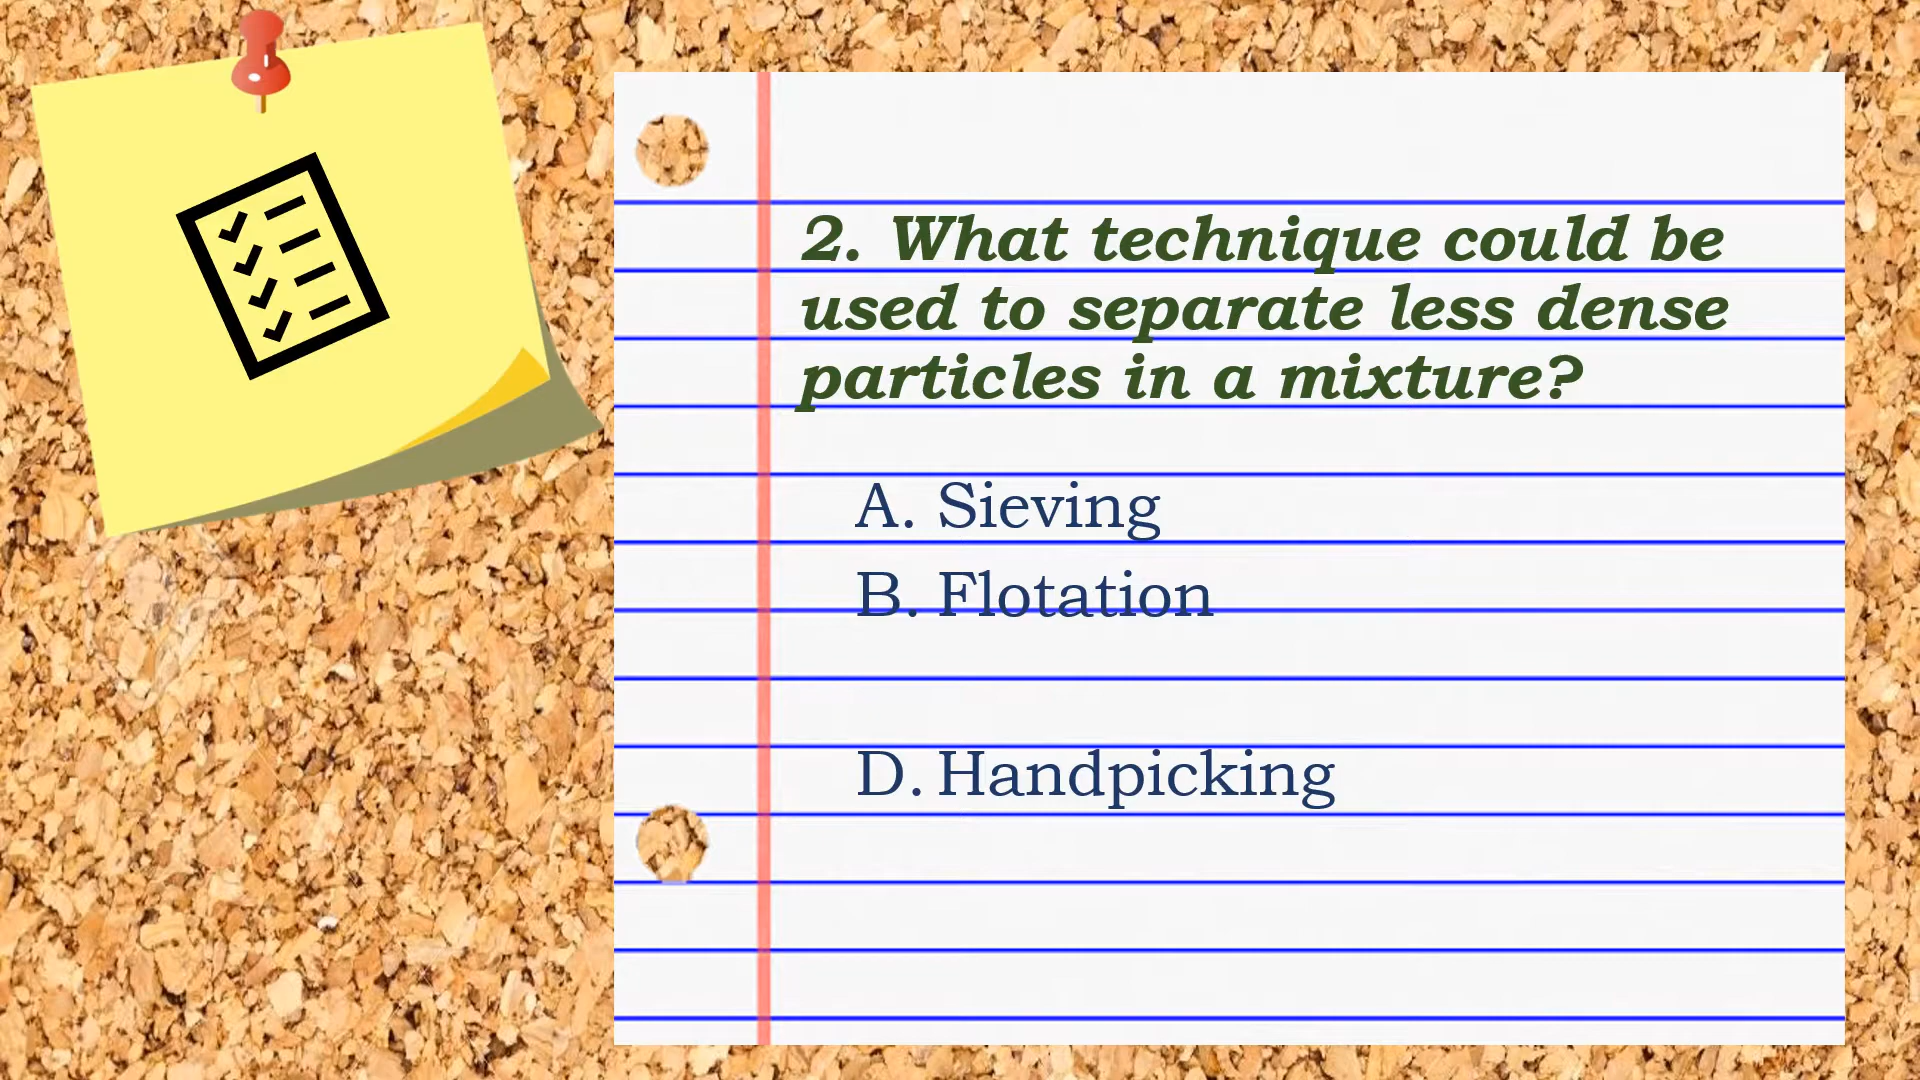 2. What technique could be
used to separate less dense
particles in a mixture?
A. Sieving
B. Flotation
D. Handpicking